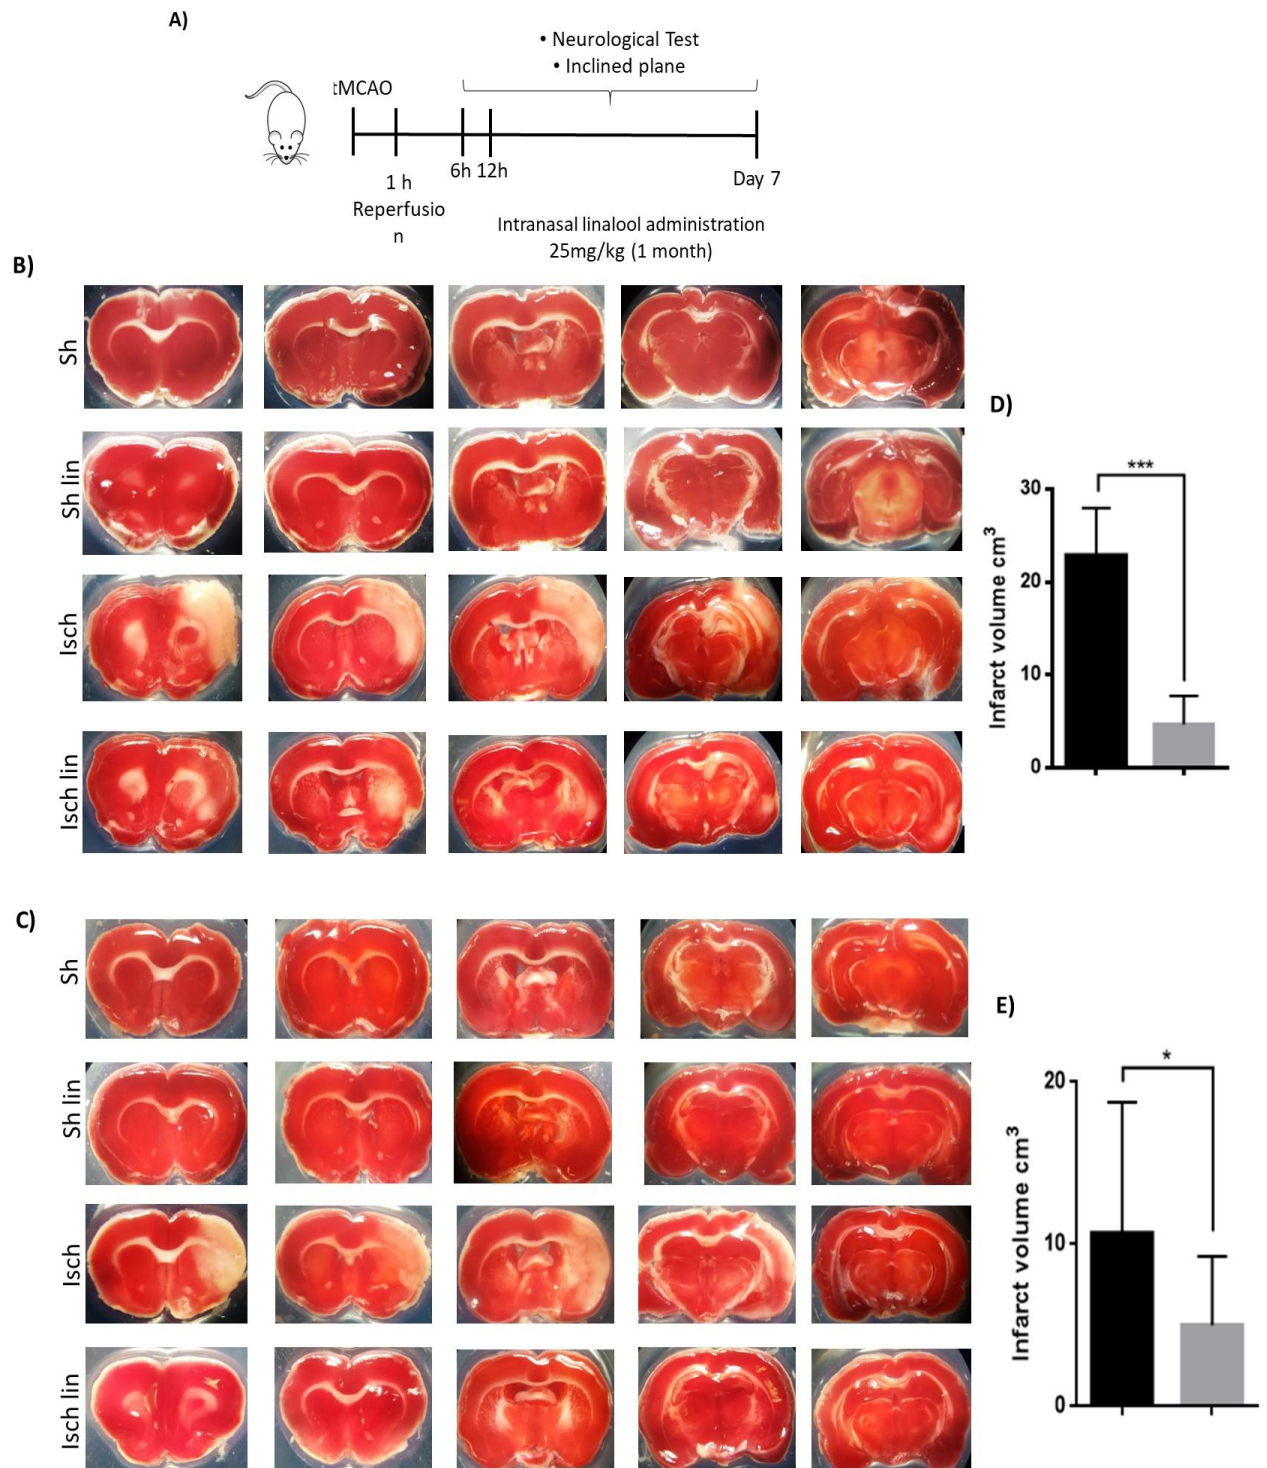 A)
• Neurological Test
• Inclined plane
tMCAO
6h 12h
1 h
Reperfusio
n
Day 7
Intranasal linalool administration
25mg/kg (1 month)
B)
Sh
Sh lin
Isch
Isch lin
D)
***
30
20
10
0
Infarct volume cm³
C)
Sh
Sh lin
Isch
Isch lin
E)
*
20
10
0
Infarct volume cm³